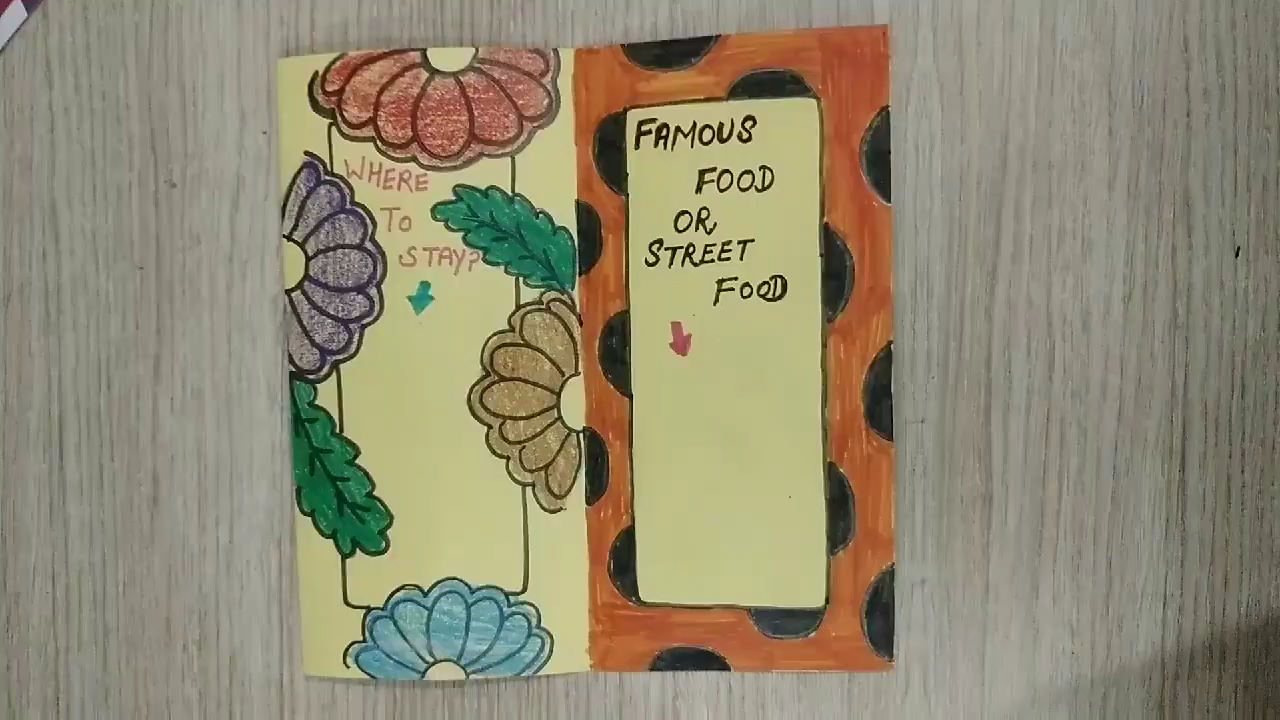 WHERE
TO
STAY?
FAMOUS
FOOD
OR
STREET
FOOD